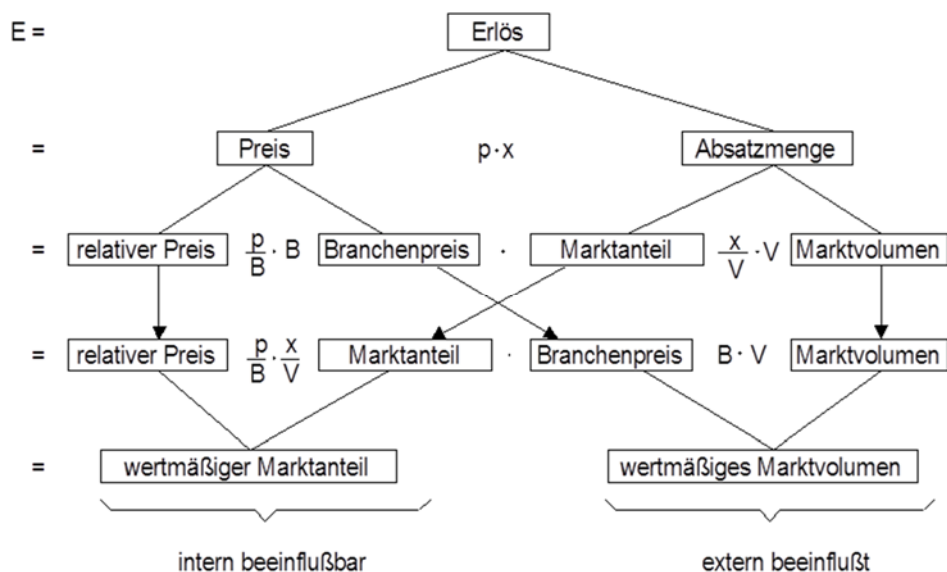 E = Erlös
= Preis p · x Absatzmenge
= relativer Preis p/B · B Branchenpreis · Marktanteil x/V · V Marktvolumen
= relativer Preis p/B · x/V Marktanteil · Branchenpreis B · V Marktvolumen
= wertmäßiger Marktanteil wertmäßiges Marktvolumen
intern beeinflußbar extern beeinflußt